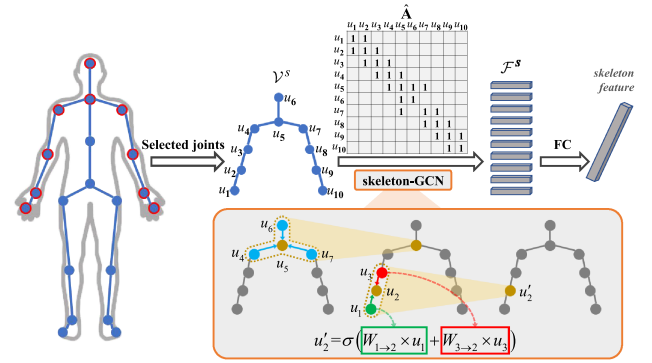 Â
u₁ u₂ u₃ u₄ u₅ u₆ u₇ u₈ u₉ u₁₀
u₁ 1 1
u₂ 1 1 1
u₃ 1 1 1
u₄ 1 1 1
u₅ 1 1 1 1
u₆ 1 1
u₇ 1 1 1
u₈ 1 1 1
u₉ 1 1 1
u₁₀ 1 1
Selected joints
𝒱ˢ
u₆
u₄ u₅ u₇
u₃ u₈
u₂ u₉
u₁ u₁₀
skeleton-GCN
ℱˢ
FC
skeleton
feature
u₆
u₄ u₅ u₇
u₃
u₂
u₁
u′₂
u′₂=σ(W₁→₂ × u₁ + W₃→₂ × u₃)